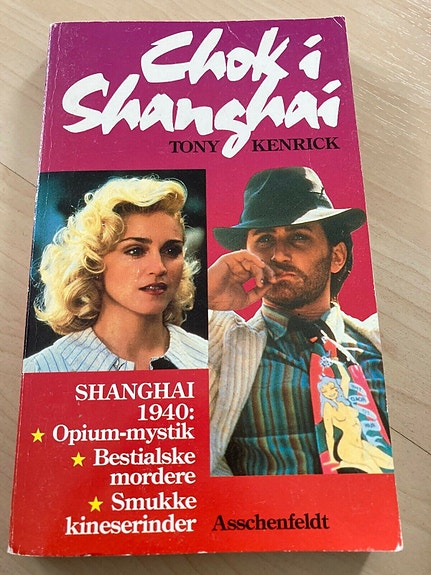 Chok i
Shanghai
TONY KENRICK
SHANGHAI
1940:
★ Opium-mystik
★ Bestialske
mordere
★ Smukke
kineserinder
Asschenfeldt